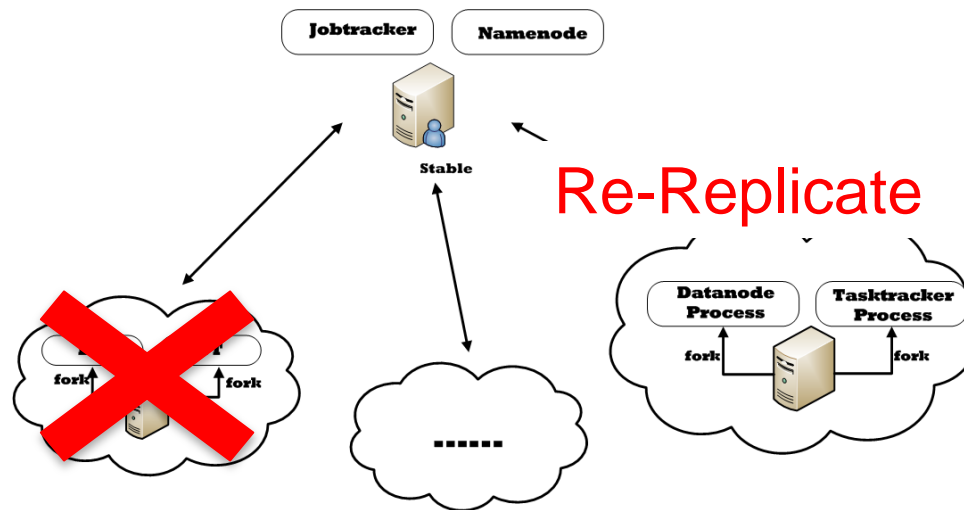 Jobtracker
Namenode
Stable
Re-Replicate
Datanode
Process
Tasktracker
Process
fork
fork
fork
fork
------